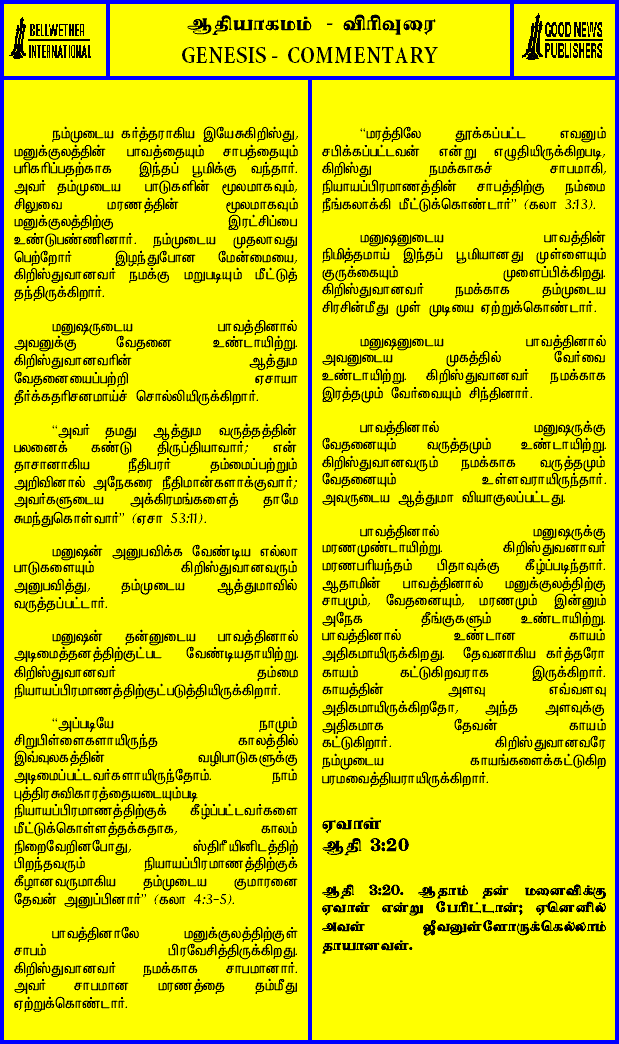 BELLWETHER
INTERNATIONAL
ஆதியாகமம் - விரிவுரை
GENESIS - COMMENTARY
GOOD NEWS
PUBLISHERS
நம்முடைய கர்த்தராகிய இயேசுகிறிஸ்து,
மனுக்குலத்தின் பாவத்தையும் சாபத்தையும்
பரிகரிப்பதற்காக இந்தப் பூமிக்கு வந்தார்.
அவர் தம்முடைய பாடுகளின் மூலமாகவும்,
சிலுவை மரணத்தின் மூலமாகவும்
மனுக்குலத்திற்கு இரட்சிப்பை
உண்டுபண்ணினார். நம்முடைய முதலாவது
பெற்றோர் இழந்துபோன மேன்மையை,
கிறிஸ்துவானவர் நமக்கு மறுபடியும் மீட்டுத்
தந்திருக்கிறார்.
மனுஷருடைய பாவத்தினால்
அவனுக்கு வேதனை உண்டாயிற்று.
கிறிஸ்துவானவரின் ஆத்தும
வேதனையைப்பற்றி ஏசாயா
தீர்க்கதரிசனமாய்ச் சொல்லியிருக்கிறார்.
“அவர் தமது ஆத்தும வருத்தத்தின்
பலனைக் கண்டு திருப்தியாவார்; என்
தாசனாகிய நீதிபரர் தம்மைப்பற்றும்
அறிவினால் அநேகரை நீதிமான்களாக்குவார்;
அவர்களுடைய அக்கிரமங்களைத் தாமே
சுமந்துகொள்வார்” (ஏசா 53:11).
மனுஷன் அனுபவிக்க வேண்டிய எல்லா
பாடுகளையும் கிறிஸ்துவானவரும்
அனுபவித்து, தம்முடைய ஆத்துமாவில்
வருத்தப்பட்டார்.
மனுஷன் தன்னுடைய பாவத்தினால்
அடிமைத்தனத்திற்குட்பட வேண்டியதாயிற்று.
கிறிஸ்துவானவர் தம்மை
நியாயப்பிரமாணத்திற்குட்படுத்தியிருக்கிறார்.
“அப்படியே நாமும்
சிறுபிள்ளைகளாயிருந்த காலத்தில்
இவ்வுலகத்தின் வழிபாடுகளுக்கு
அடிமைப்பட்டவர்களாயிருந்தோம். நாம்
புத்திரசுவிகாரத்தையடையும்படி
நியாயப்பிரமாணத்திற்குக் கீழ்ப்பட்டவர்களை
மீட்டுக்கொள்ளத்தக்கதாக, காலம்
நிறைவேறினபோது, ஸ்திரீயினிடத்திற்
பிறந்தவரும் நியாயப்பிரமாணத்திற்குக்
கீழானவருமாகிய தம்முடைய குமாரனை
தேவன் அனுப்பினார்” (கலா 4:3-5).
பாவத்தினாலே மனுக்குலத்திற்குள்
சாபம் பிரவேசித்திருக்கிறது.
கிறிஸ்துவானவர் நமக்காக சாபமானார்.
அவர் சாபமான மரணத்தை தம்மீது
ஏற்றுக்கொண்டார்.
“மரத்திலே தூக்கப்பட்ட எவனும்
சபிக்கப்பட்டவன் என்று எழுதியிருக்கிறபடி,
கிறிஸ்து நமக்காகச் சாபமாகி,
நியாயப்பிரமாணத்தின் சாபத்திற்கு நம்மை
நீங்கலாக்கி மீட்டுக்கொண்டார்” (கலா 3:13).
மனுஷனுடைய பாவத்தின்
நிமித்தமாய் இந்தப் பூமியானது முள்ளையும்
குருக்கையும் முளைப்பிக்கிறது.
கிறிஸ்துவானவர் நமக்காக தம்முடைய
சிரசின்மீது முள் முடியை ஏற்றுக்கொண்டார்.
மனுஷனுடைய பாவத்தினால்
அவனுடைய முகத்தில் வேர்வை
உண்டாயிற்று. கிறிஸ்துவானவர் நமக்காக
இரத்தமும் வேர்வையும் சிந்தினார்.
பாவத்தினால் மனுஷருக்கு
வேதனையும் வருத்தமும் உண்டாயிற்று.
கிறிஸ்துவானவரும் நமக்காக வருத்தமும்
வேதனையும் உள்ளவராயிருந்தார்.
அவருடைய ஆத்துமா வியாகுலப்பட்டது.
பாவத்தினால் மனுஷருக்கு
மரணமுண்டாயிற்று. கிறிஸ்துவனாவர்
மரணபரியந்தம் பிதாவுக்கு கீழ்ப்படிந்தார்.
ஆதாமின் பாவத்தினால் மனுக்குலத்திற்கு
சாபமும், வேதனையும், மரணமும் இன்னும்
அநேக தீங்குகளும் உண்டாயிற்று.
பாவத்தினால் உண்டான காயம்
அதிகமாயிருக்கிறது. தேவனாகிய கர்த்தரோ
காயம் கட்டுகிறவராக இருக்கிறார்.
காயத்தின் அளவு எவ்வளவு
அதிகமாயிருக்கிறதோ, அந்த அளவுக்கு
அதிகமாக தேவன் காயம்
கட்டுகிறார். கிறிஸ்துவானவரே
நம்முடைய காயங்களைக்கட்டுகிற
பரமவைத்தியராயிருக்கிறார்.
ஏவாள்
ஆதி 3:20
ஆதி 3:20. ஆதாம் தன் மனைவிக்கு
ஏவாள் என்று பேரிட்டான்; ஏனெனில்
அவள் ஜீவனுள்ளோருக்கெல்லாம்
தாயானவள்.